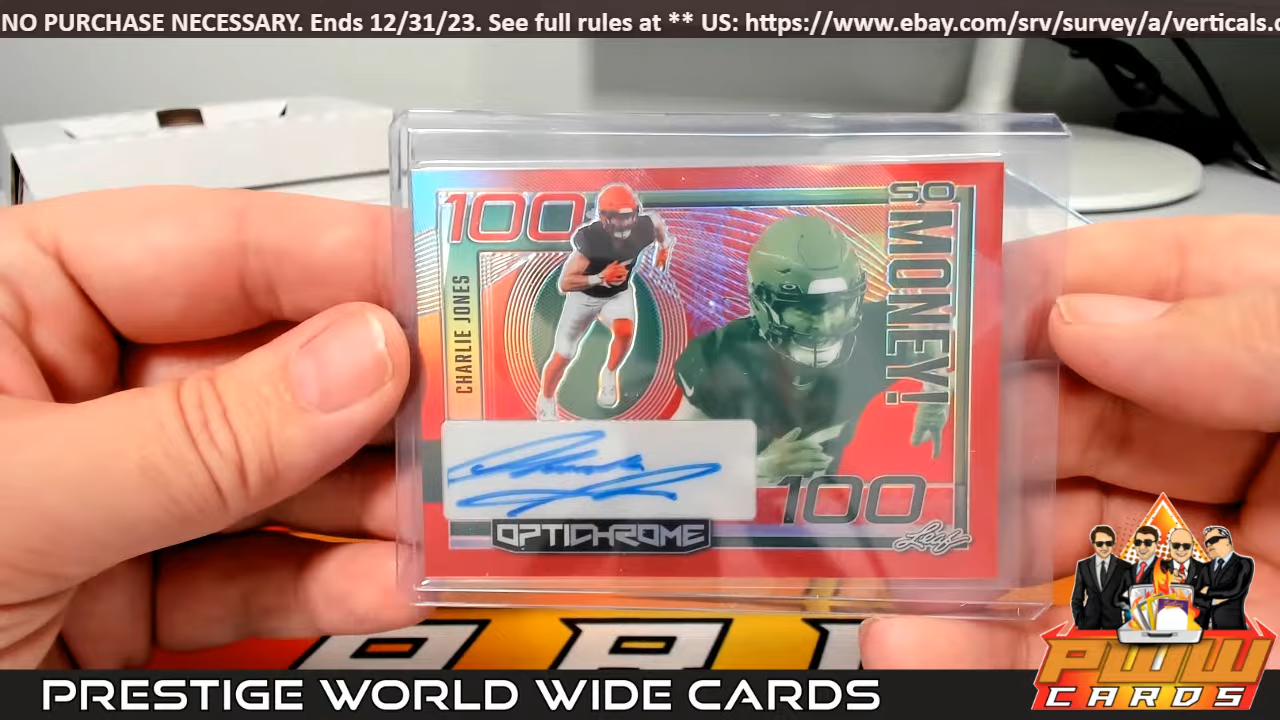 NO PURCHASE NECESSARY. Ends 12/31/23. See full rules at ** US: https://www.ebay.com/srv/survey/a/verticals.
100
SO
MONEY!
CHARLIE JONES
100
OPTICHROME
Leaf
PWW
CARDS
PRESTIGE WORLD WIDE CARDS